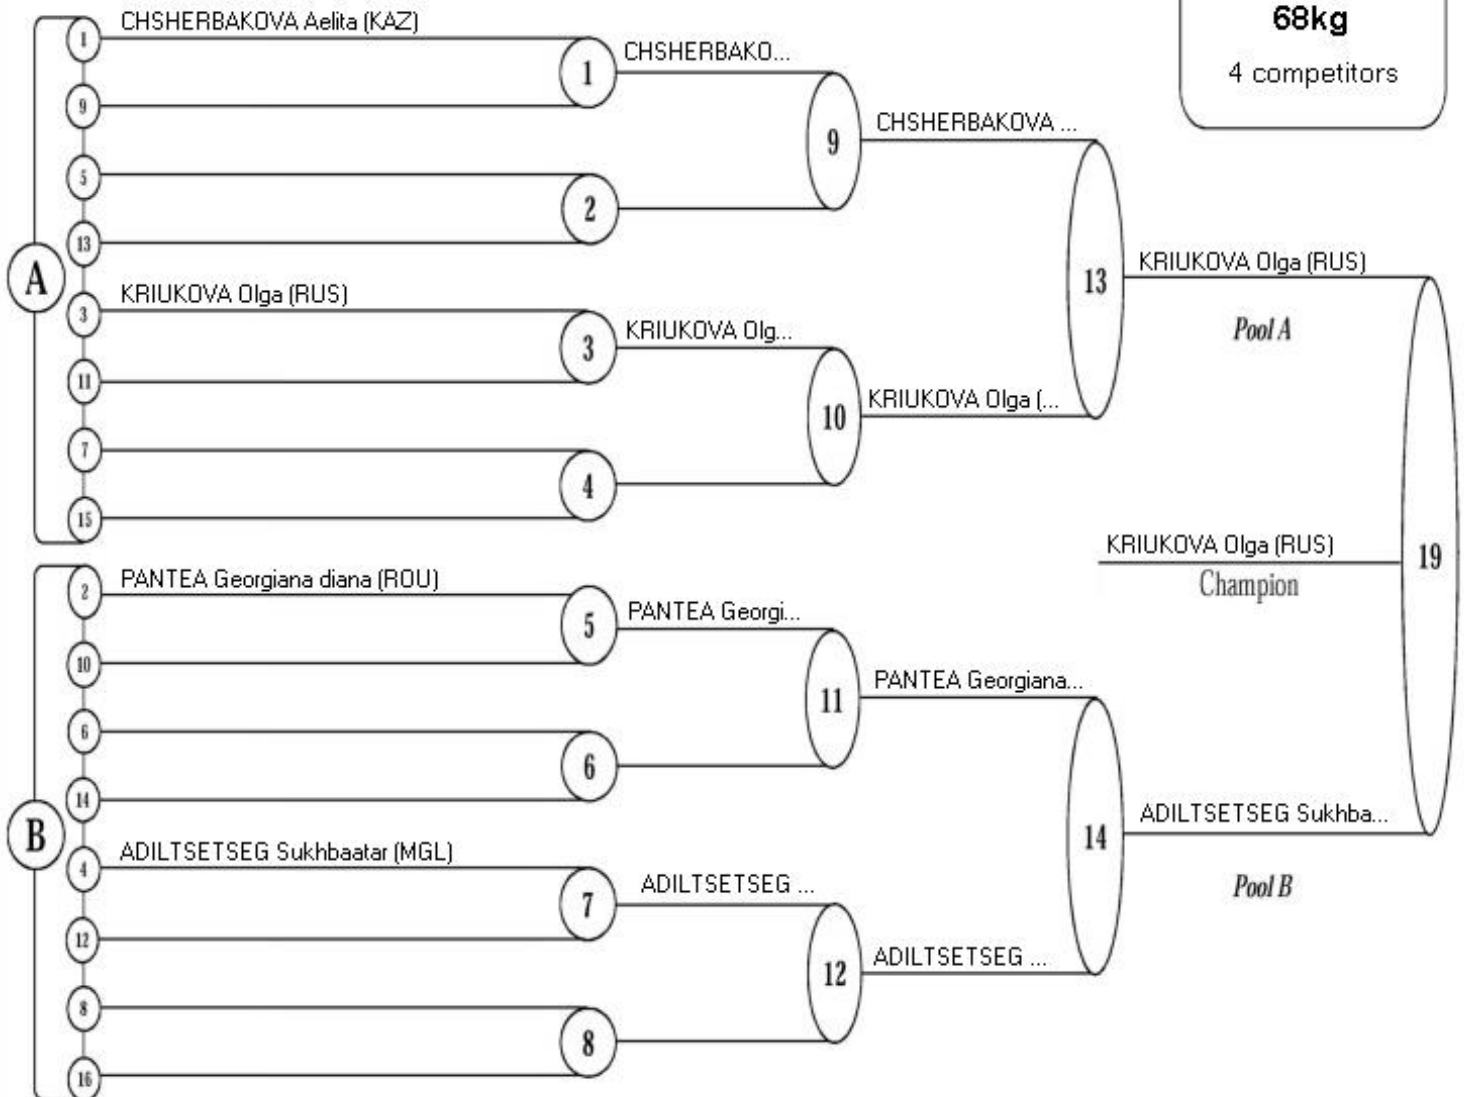 68kg
4 competitors
CHSHERBAKOVA Aelita (KAZ)
1
CHSHERBAKO...
1
9
CHSHERBAKOVA ...
9
5
2
13
A
KRIUKOVA Olga (RUS)
13
KRIUKOVA Olga (RUS)
3
KRIUKOVA Olg...
3
Pool A
11
KRIUKOVA Olga (...
10
7
4
15
KRIUKOVA Olga (RUS)
19
Champion
PANTEA Georgiana diana (ROU)
2
PANTEA Georgi...
5
10
PANTEA Georgiana...
11
6
6
14
ADILTSETSEG Sukhba...
B
14
ADILTSETSEG Sukhbaatar (MGL)
4
ADILTSETSEG ...
7
Pool B
12
ADILTSETSEG ...
12
8
8
16